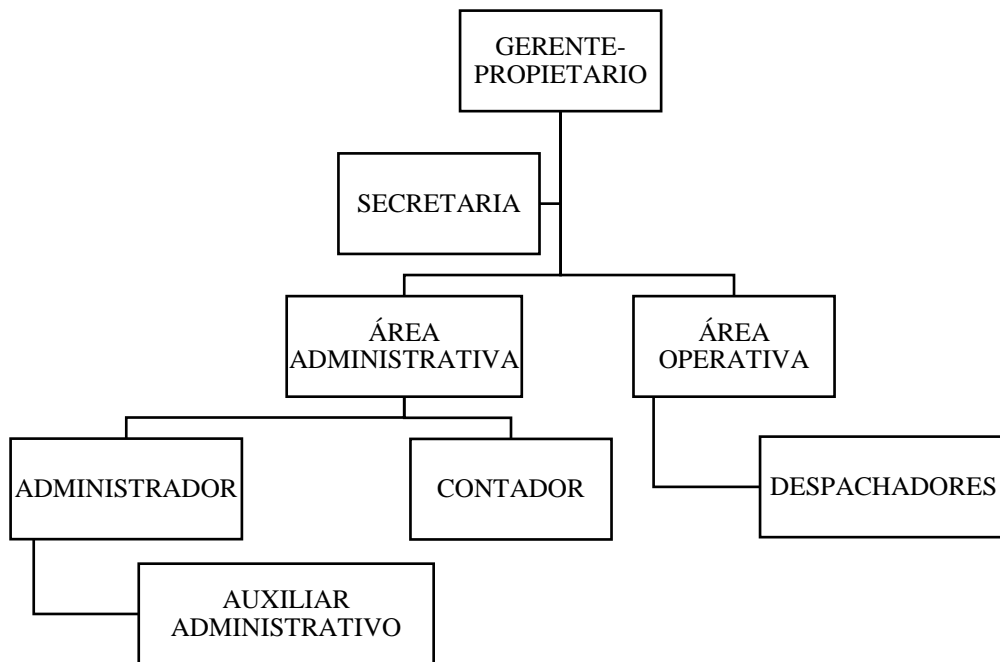 GERENTE-
PROPIETARIO
SECRETARIA
ÁREA
ADMINISTRATIVA
ÁREA
OPERATIVA
ADMINISTRADOR
CONTADOR
DESPACHADORES
AUXILIAR
ADMINISTRATIVO